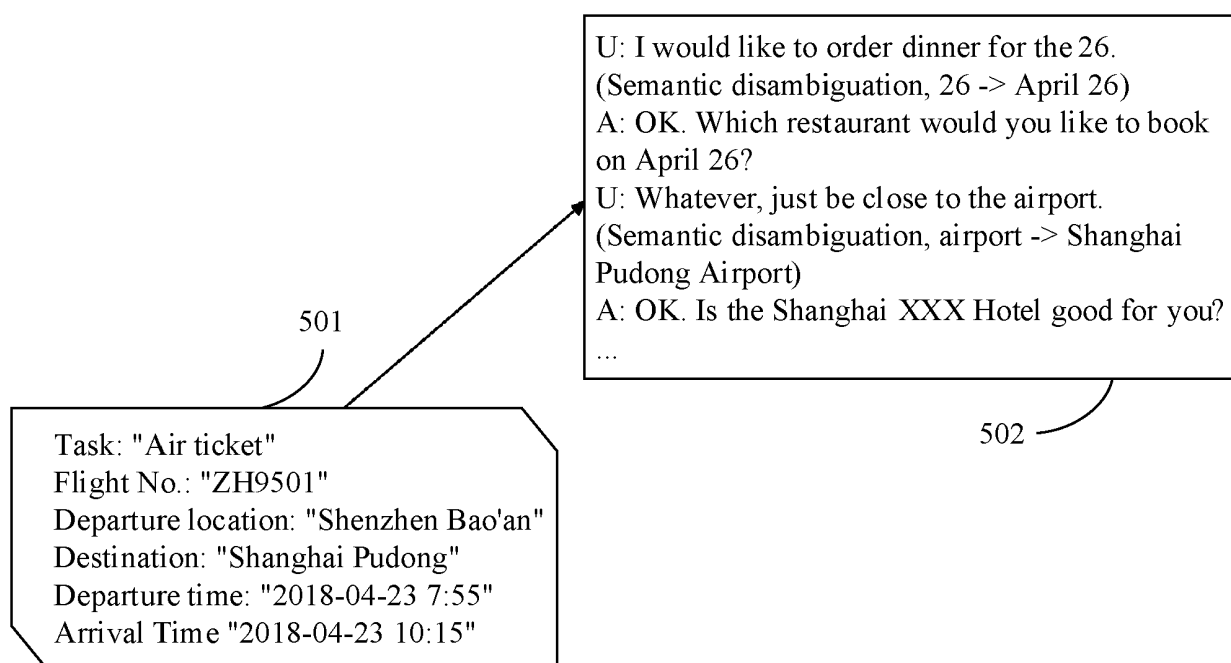 U: I would like to order dinner for the 26.
(Semantic disambiguation, 26 -> April 26)
A: OK. Which restaurant would you like to book
on April 26?
U: Whatever, just be close to the airport.
(Semantic disambiguation, airport -> Shanghai
Pudong Airport)
A: OK. Is the Shanghai XXX Hotel good for you?
...
501
502
Task: "Air ticket"
Flight No.: "ZH9501"
Departure location: "Shenzhen Bao'an"
Destination: "Shanghai Pudong"
Departure time: "2018-04-23 7:55"
Arrival Time "2018-04-23 10:15"